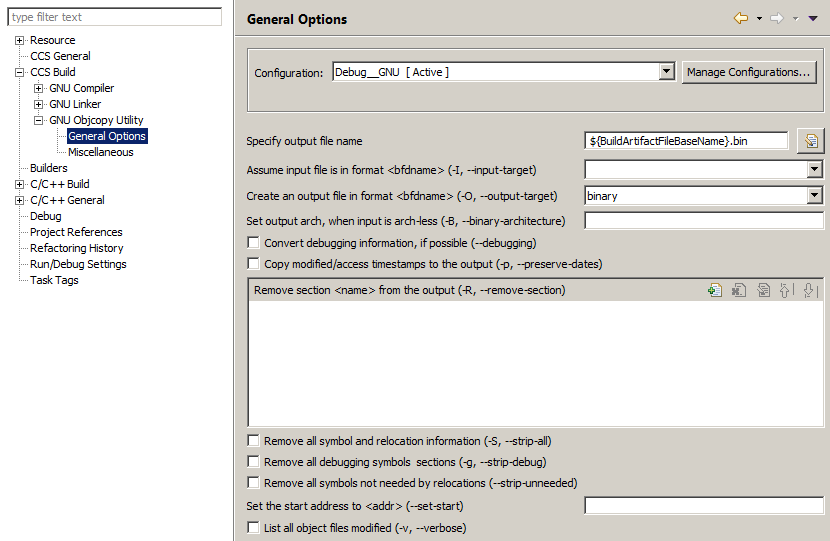 type filter text
Resource
CCS General
CCS Build
GNU Compiler
GNU Linker
GNU Objcopy Utility
General Options
Miscellaneous
Builders
C/C++ Build
C/C++ General
Debug
Project References
Refactoring History
Run/Debug Settings
Task Tags
General Options
Configuration: Debug__GNU [ Active ] Manage Configurations...
Specify output file name ${BuildArtifactFileBaseName}.bin
Assume input file is in format <bfdname> (-I, --input-target)
Create an output file in format <bfdname> (-O, --output-target) binary
Set output arch, when input is arch-less (-B, --binary-architecture)
Convert debugging information, if possible (--debugging)
Copy modified/access timestamps to the output (-p, --preserve-dates)
Remove section <name> from the output (-R, --remove-section)
Remove all symbol and relocation information (-S, --strip-all)
Remove all debugging symbols sections (-g, --strip-debug)
Remove all symbols not needed by relocations (--strip-unneeded)
Set the start address to <addr> (--set-start)
List all object files modified (-v, --verbose)